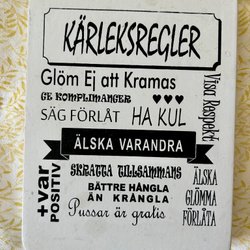 KÄRLEKSREGLER
Glöm Ej att Kramas
GE KOMPLIMANGER
SÄG FÖRLÅT HA KUL
Visa Respekt
ÄLSKA VARANDRA
SKRATTA TILLSAMMANS
+var
POSITIV
BÄTTRE HÅNGLA
ÄN KRÅNGLA
Pussar är gratis
ÄLSKA
GLÖMMA
FÖRLÅTA